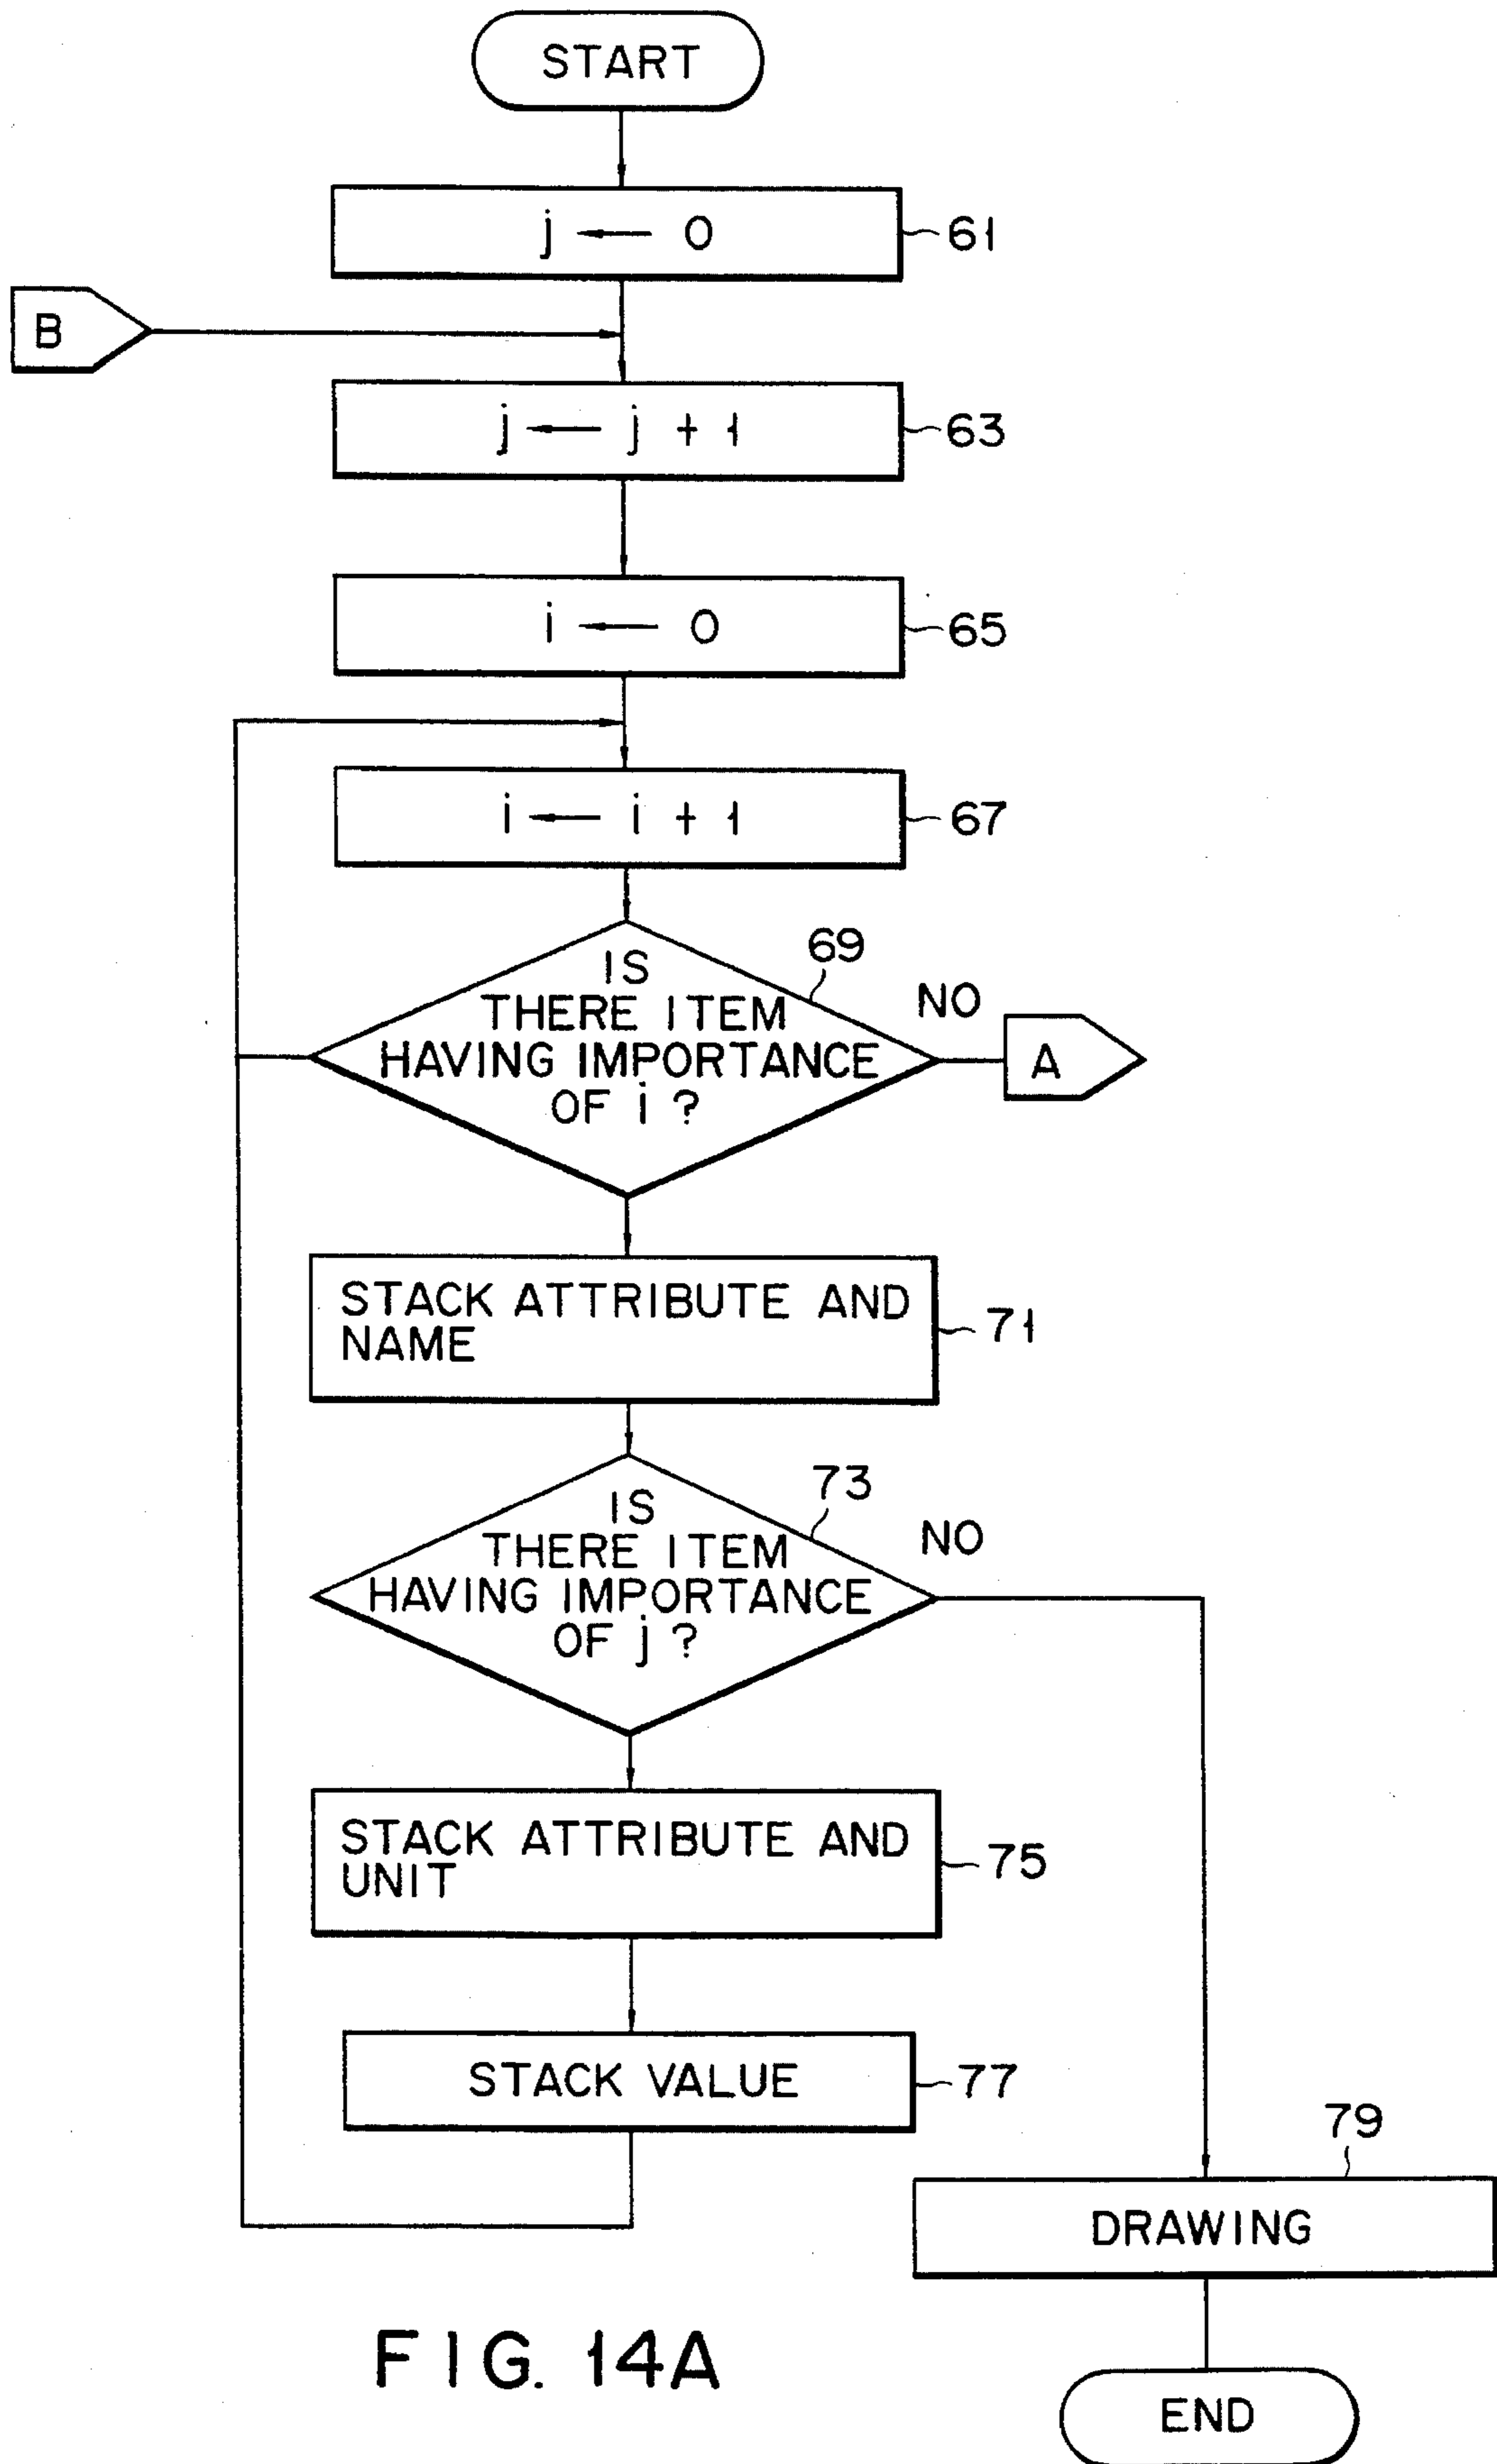 START
j ← 0
61
B
j ← j + 1
63
i ← 0
65
i ← i + 1
67
IS
THERE ITEM
HAVING IMPORTANCE
OF i ?
69
NO
A
STACK ATTRIBUTE AND
NAME
71
IS
THERE ITEM
HAVING IMPORTANCE
OF j ?
73
NO
STACK ATTRIBUTE AND
UNIT
75
STACK VALUE
77
79
DRAWING
END
FIG. 14A